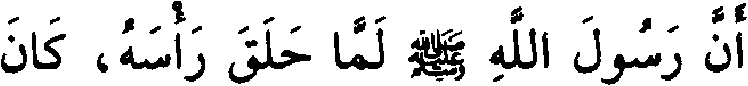 أَنَّ رَسُولَ اللَّهِ ﷺ لَمَّا حَلَقَ رَأْسَهُ، كَانَ